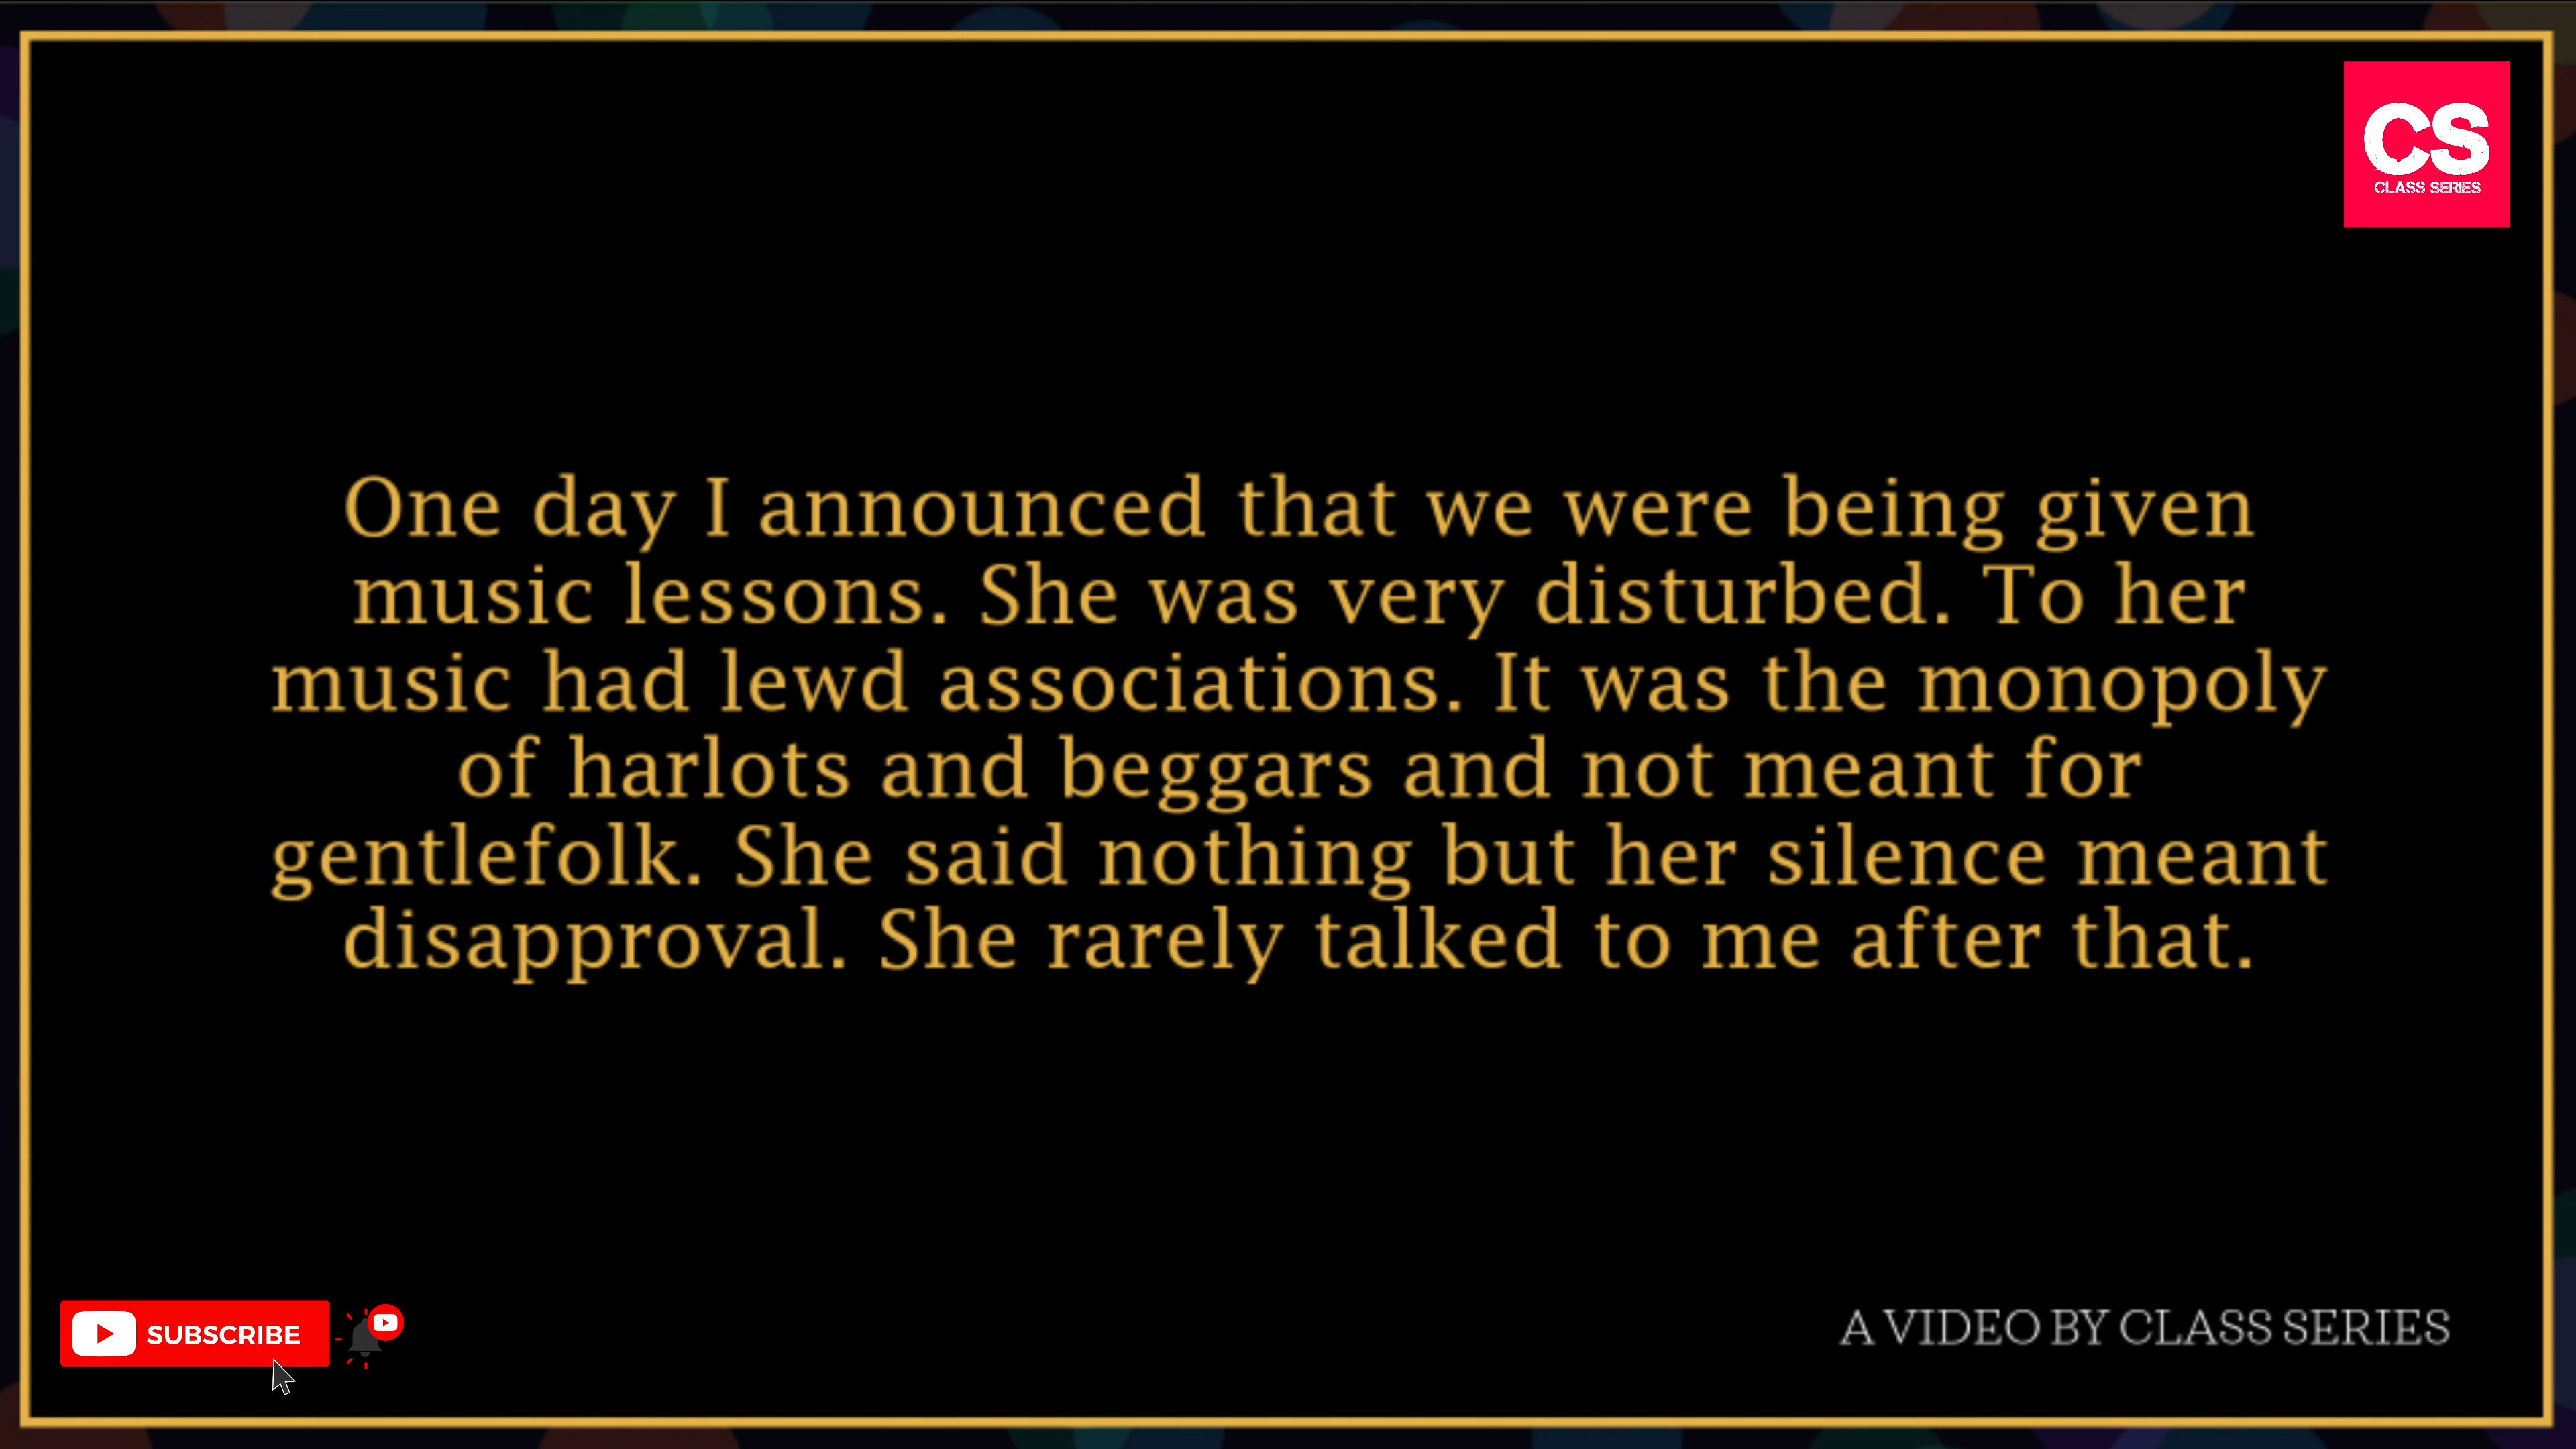 CS
CLASS SERIES
One day I announced that we were being given
music lessons. She was very disturbed. To her
music had lewd associations. It was the monopoly
of harlots and beggars and not meant for
gentlefolk. She said nothing but her silence meant
disapproval. She rarely talked to me after that.
SUBSCRIBE
A VIDEO BY CLASS SERIES